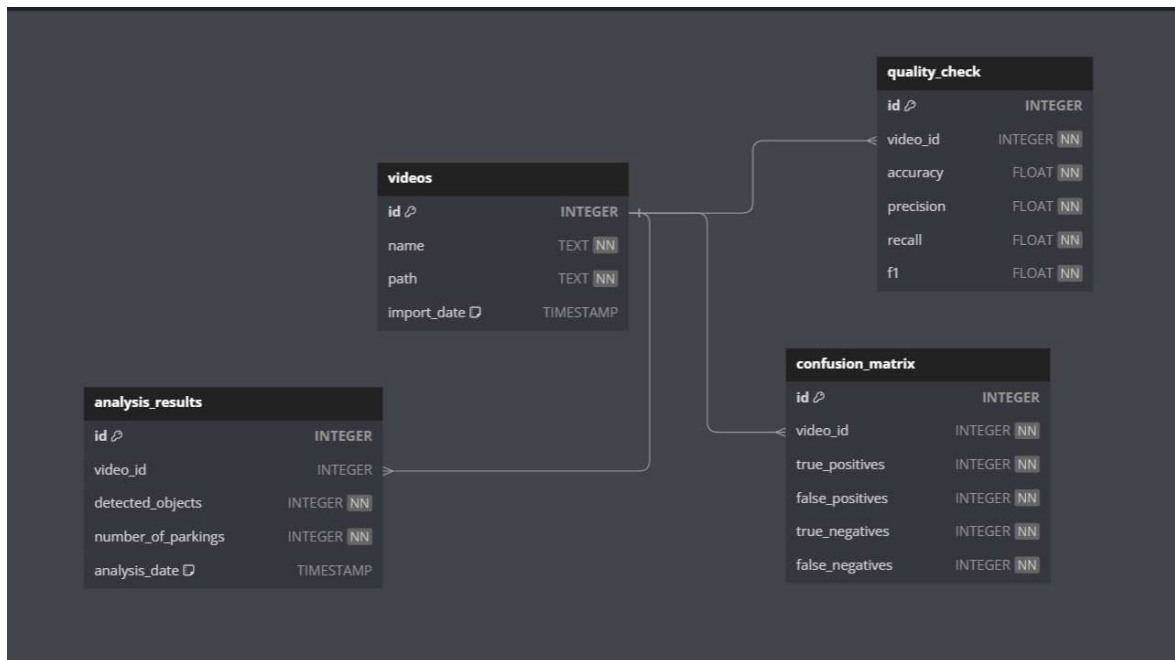 videos
id INTEGER
name TEXT NN
path TEXT NN
import_date TIMESTAMP
quality_check
id INTEGER
video_id INTEGER NN
accuracy FLOAT NN
precision FLOAT NN
recall FLOAT NN
f1 FLOAT NN
analysis_results
id INTEGER
video_id INTEGER
detected_objects INTEGER NN
number_of_parkings INTEGER NN
analysis_date TIMESTAMP
confusion_matrix
id INTEGER
video_id INTEGER NN
true_positives INTEGER NN
false_positives INTEGER NN
true_negatives INTEGER NN
false_negatives INTEGER NN